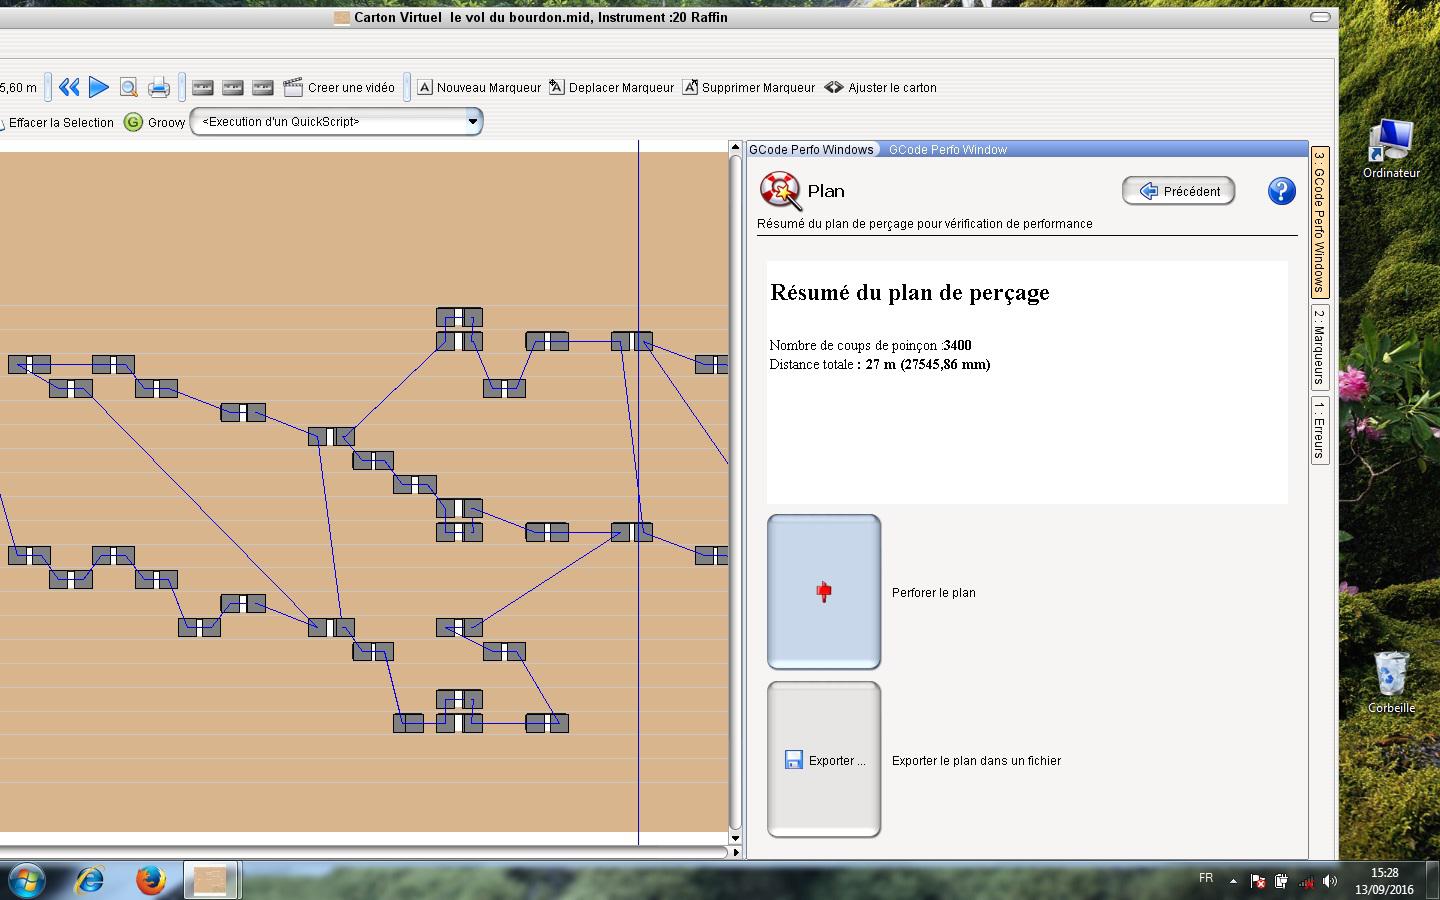 Carton Virtuel le vol du bourdon.mid, Instrument :20 Raffin
5,60 m
Creer une vidéo
A Nouveau Marqueur
A Deplacer Marqueur
A Supprimer Marqueur
Ajuster le carton
Effacer la Selection
G Groovy
<Execution d'un QuickScript>
GCode Perfo Windows
GCode Perfo Window
Plan
Précédent
?
Résumé du plan de perçage pour vérification de performance
Résumé du plan de perçage
Nombre de coups de poinçon :3400
Distance totale : 27 m (27545,86 mm)
Perforer le plan
Exporter ...
Exporter le plan dans un fichier
3 : GCode Perfo Windows
2 : Marqueurs
1 : Erreurs
Ordinateur
Corbeille
FR
15:28
13/09/2016